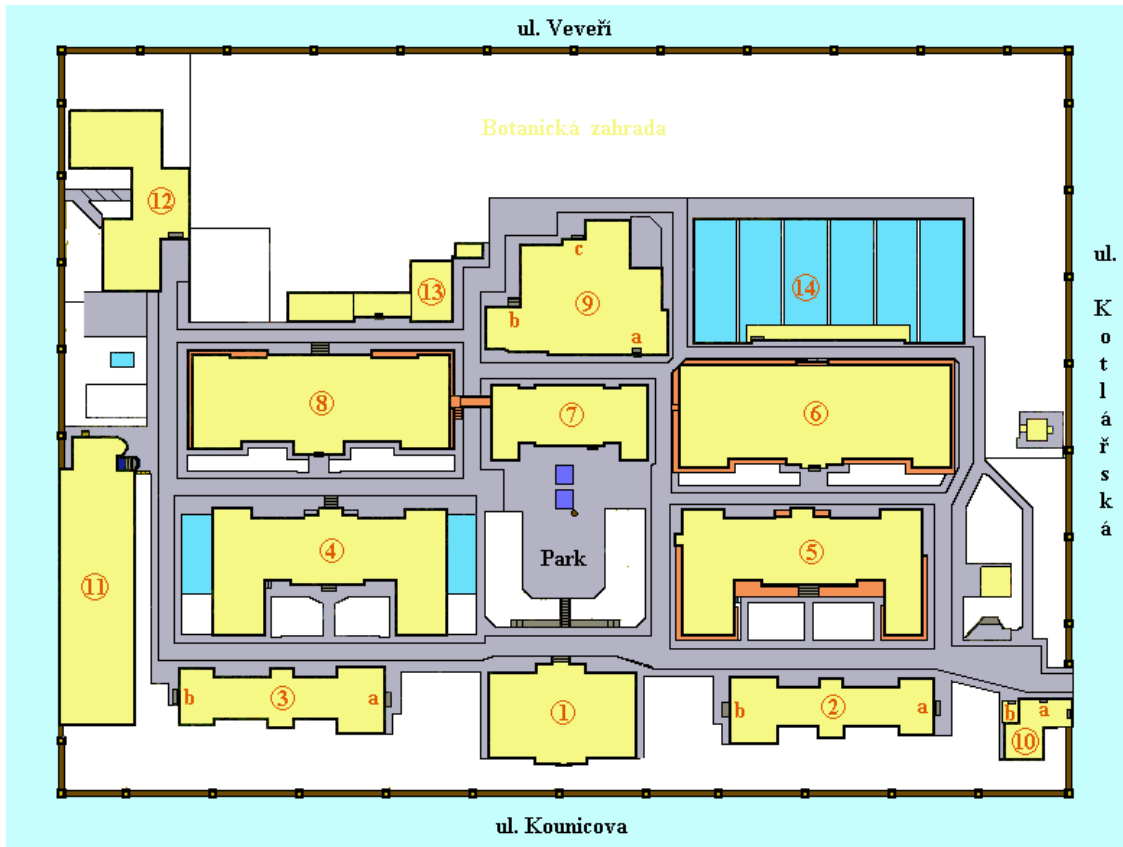 ul. Veveří
Botanická zahrada
12
c
ul.
Kotlářská
13
9
14
b
a
8
7
6
4
Park
5
11
b
3
a
1
b
2
a
b
a
10
ul. Kounicova